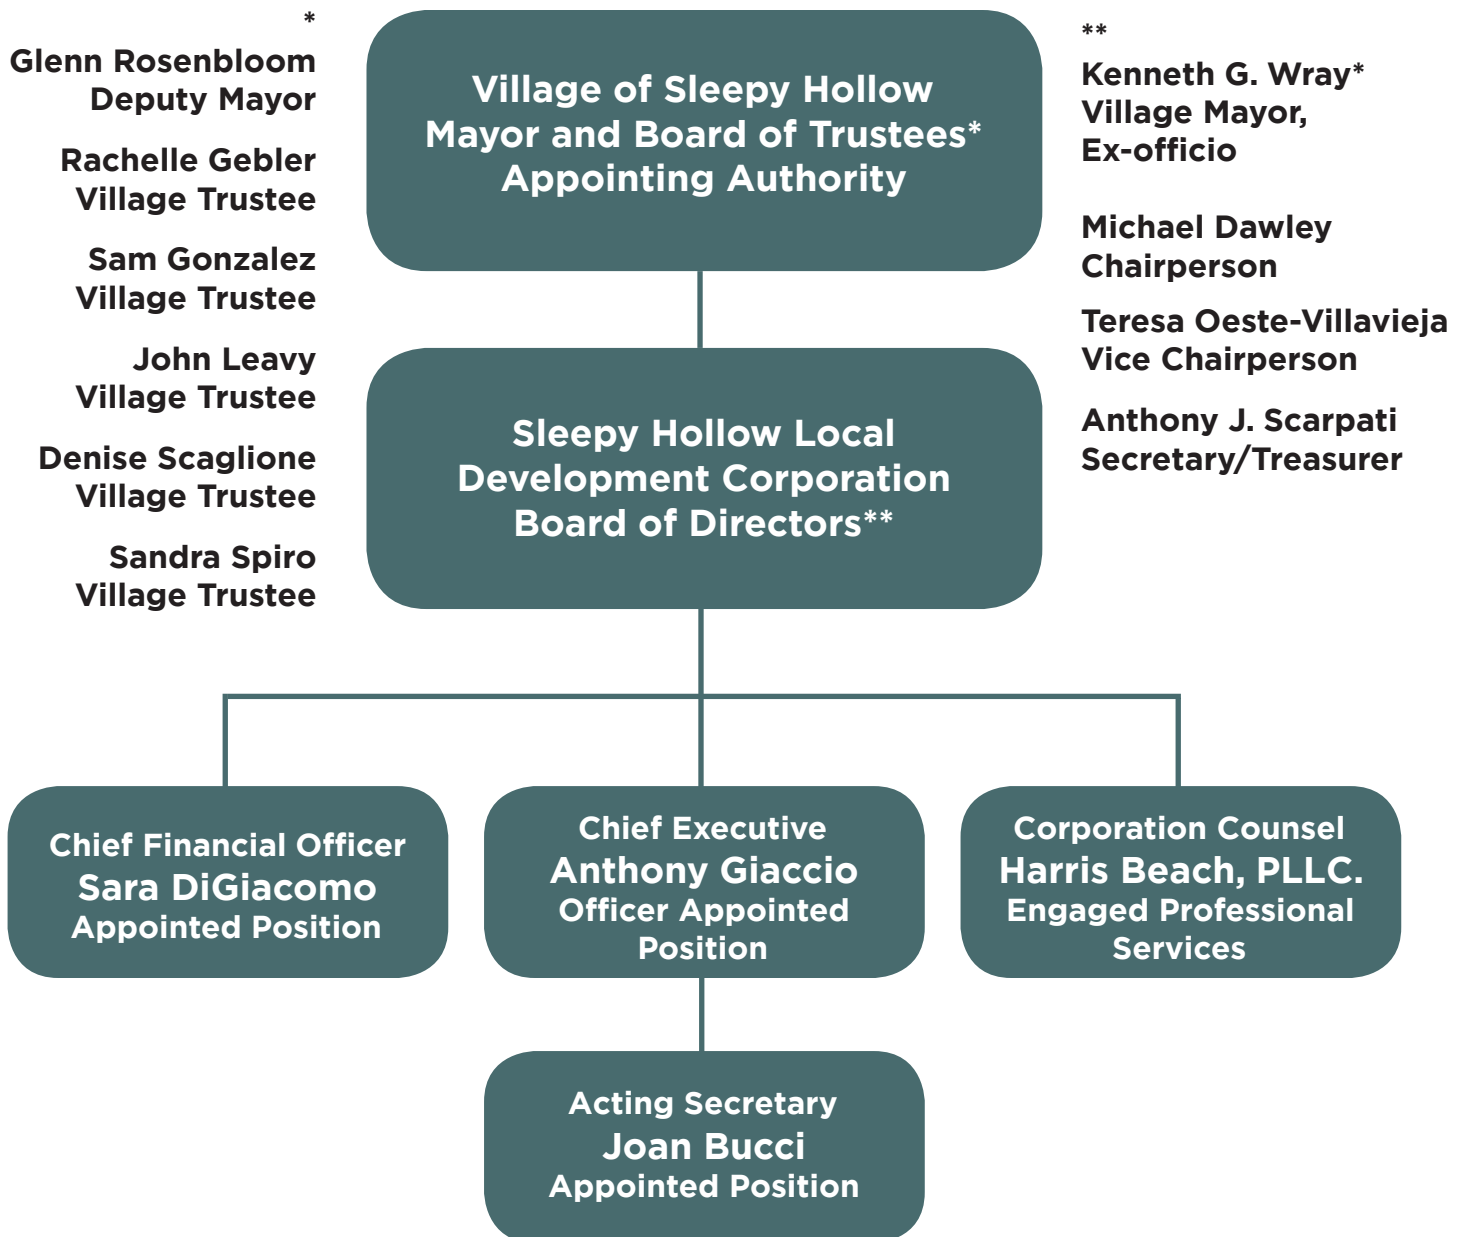 *
Glenn Rosenbloom
Deputy Mayor
Rachelle Gebler
Village Trustee
Sam Gonzalez
Village Trustee
John Leavy
Village Trustee
Denise Scaglione
Village Trustee
Sandra Spiro
Village Trustee
Village of Sleepy Hollow
Mayor and Board of Trustees*
Appointing Authority
**
Kenneth G. Wray*
Village Mayor,
Ex-officio
Michael Dawley
Chairperson
Teresa Oeste-Villavieja
Vice Chairperson
Anthony J. Scarpati
Secretary/Treasurer
Sleepy Hollow Local
Development Corporation
Board of Directors**
Chief Financial Officer
Sara DiGiacomo
Appointed Position
Chief Executive
Anthony Giaccio
Officer Appointed
Position
Corporation Counsel
Harris Beach, PLLC.
Engaged Professional
Services
Acting Secretary
Joan Bucci
Appointed Position